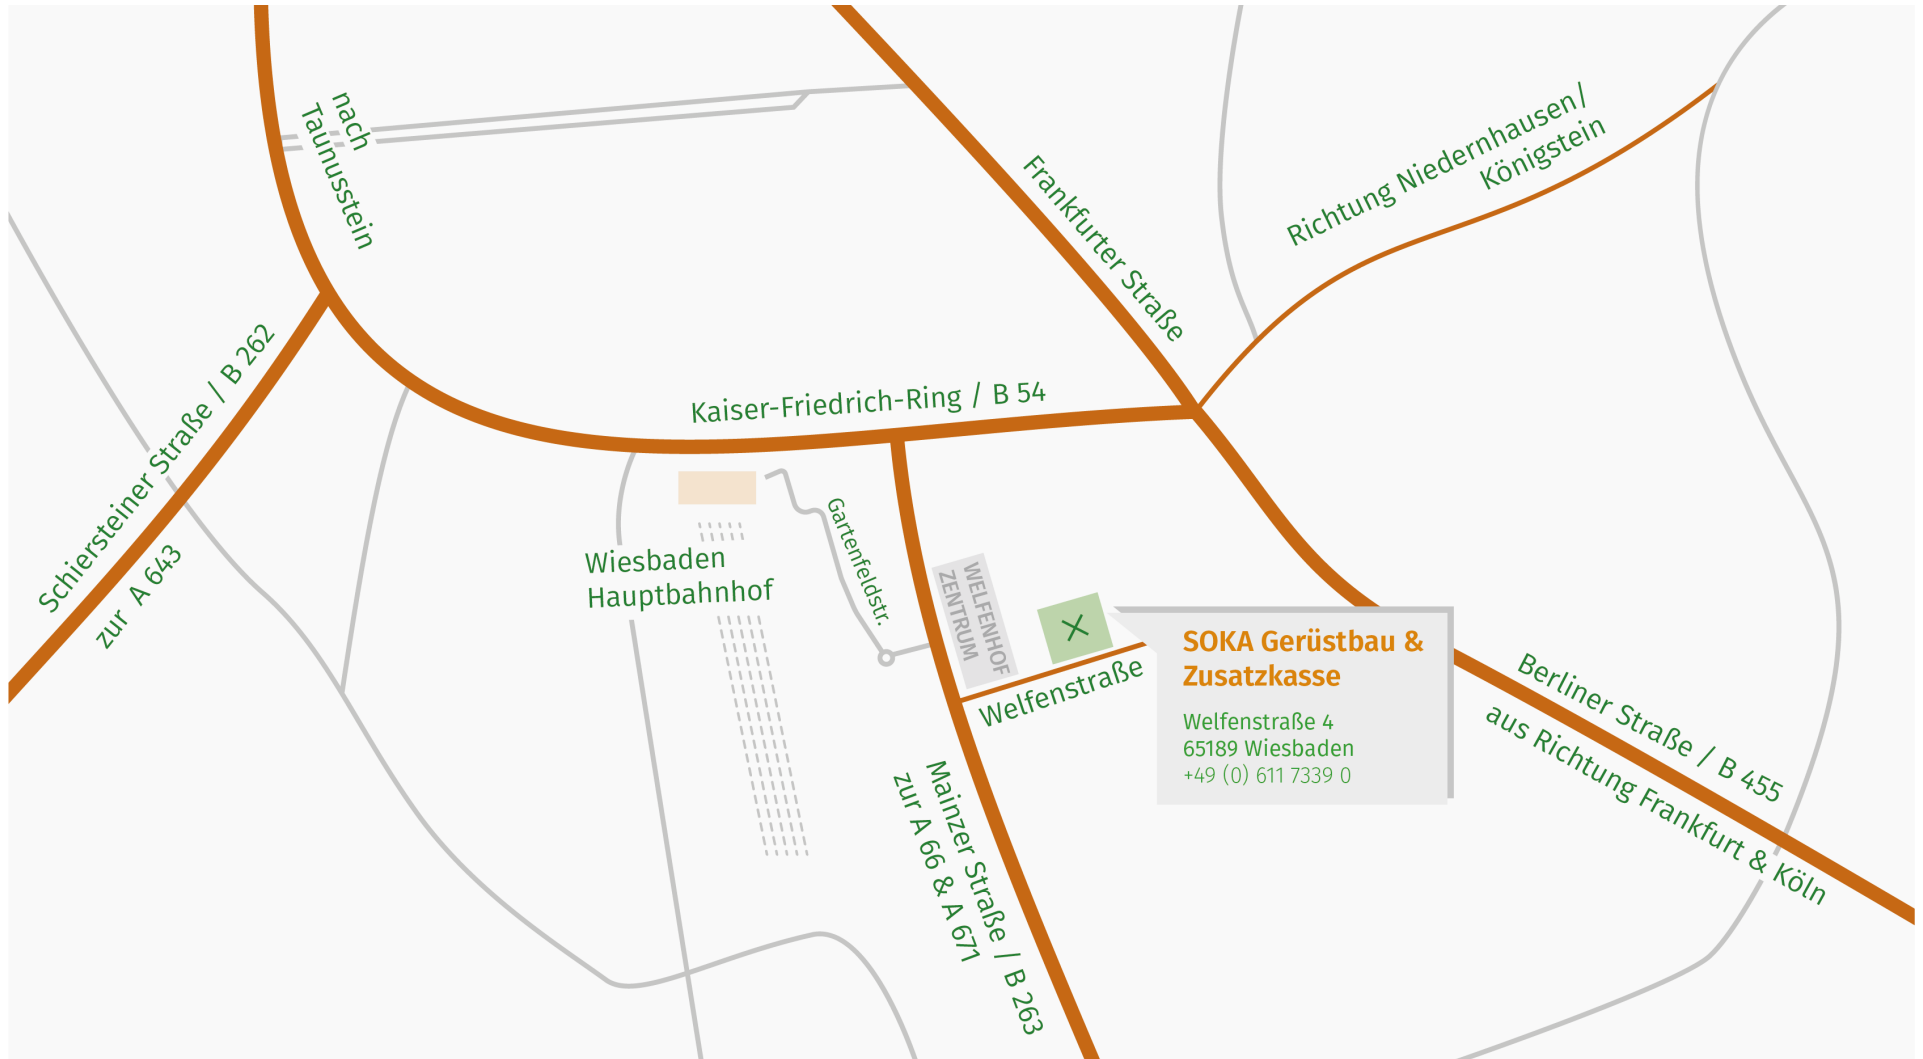 nach
Taunusstein
Frankfurter Straße
Richtung Niedernhausen/
Königstein
Schiersteiner Straße / B 262
zur A 643
Kaiser-Friedrich-Ring / B 54
Wiesbaden
Hauptbahnhof
Gartenfeldstr.
WELFENHOF
ZENTRUM
Welfenstraße
SOKA Gerüstbau &
Zusatzkasse
Welfenstraße 4
65189 Wiesbaden
+49 (0) 611 7339 0
Berliner Straße / B 455
aus Richtung Frankfurt & Köln
Mainzer Straße / B 263
zur A 66 & A 671